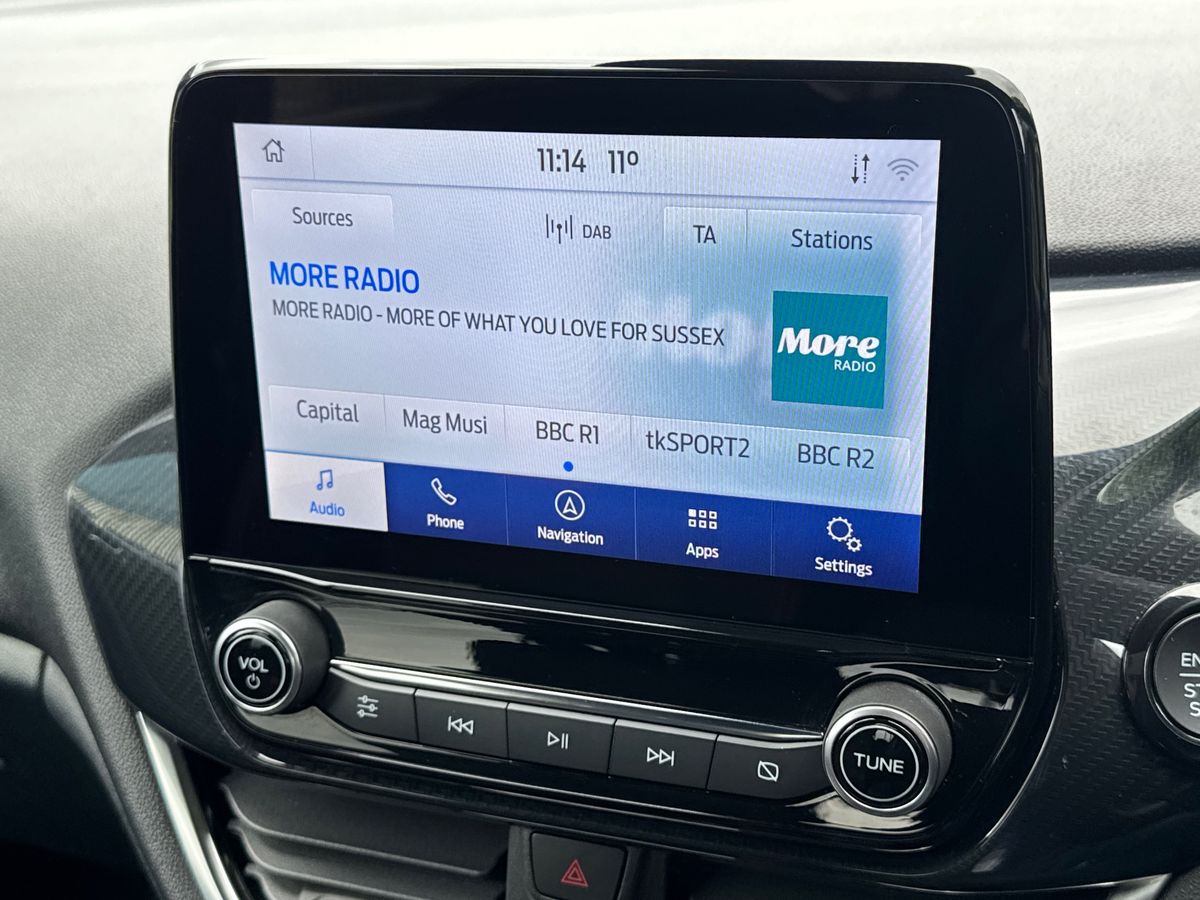 11:14 11°
Sources
DAB
TA
Stations
MORE RADIO
MORE RADIO - MORE OF WHAT YOU LOVE FOR SUSSEX
More
RADIO
Capital
Mag Musi
BBC R1
tkSPORT2
BBC R2
Audio
Phone
Navigation
Apps
Settings
VOL
TUNE